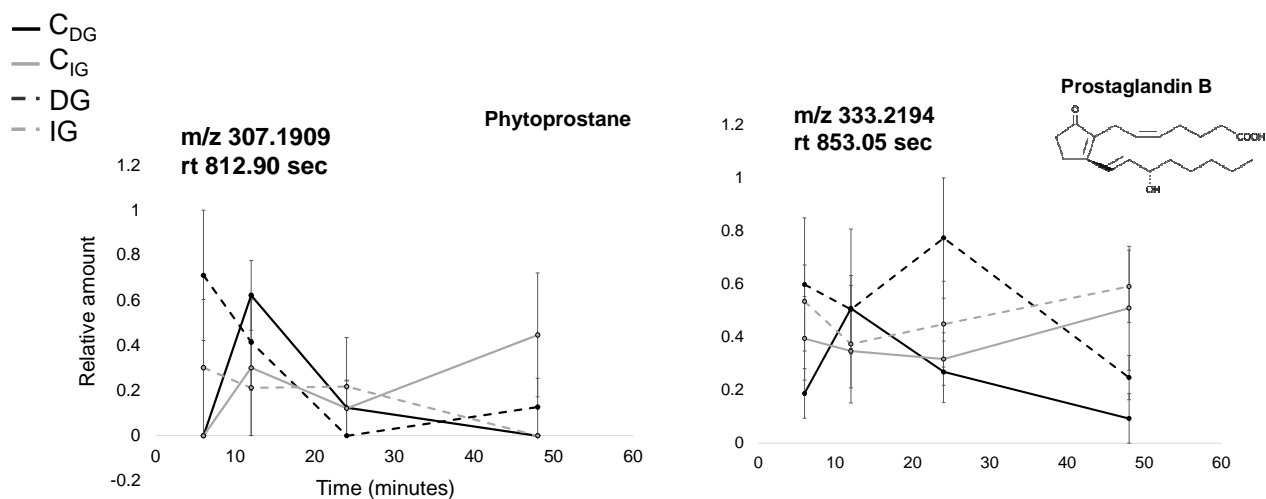 C_DG
C_IG
DG
IG
m/z 307.1909
rt 812.90 sec
Phytoprostane
1.2
1
0.8
0.6
0.4
0.2
0
-0.2
Relative amount
0 10 20 30 40 50 60
Time (minutes)
m/z 333.2194
rt 853.05 sec
Prostaglandin B
O
COOH
OH
1.2
1
0.8
0.6
0.4
0.2
0
0 10 20 30 40 50 60